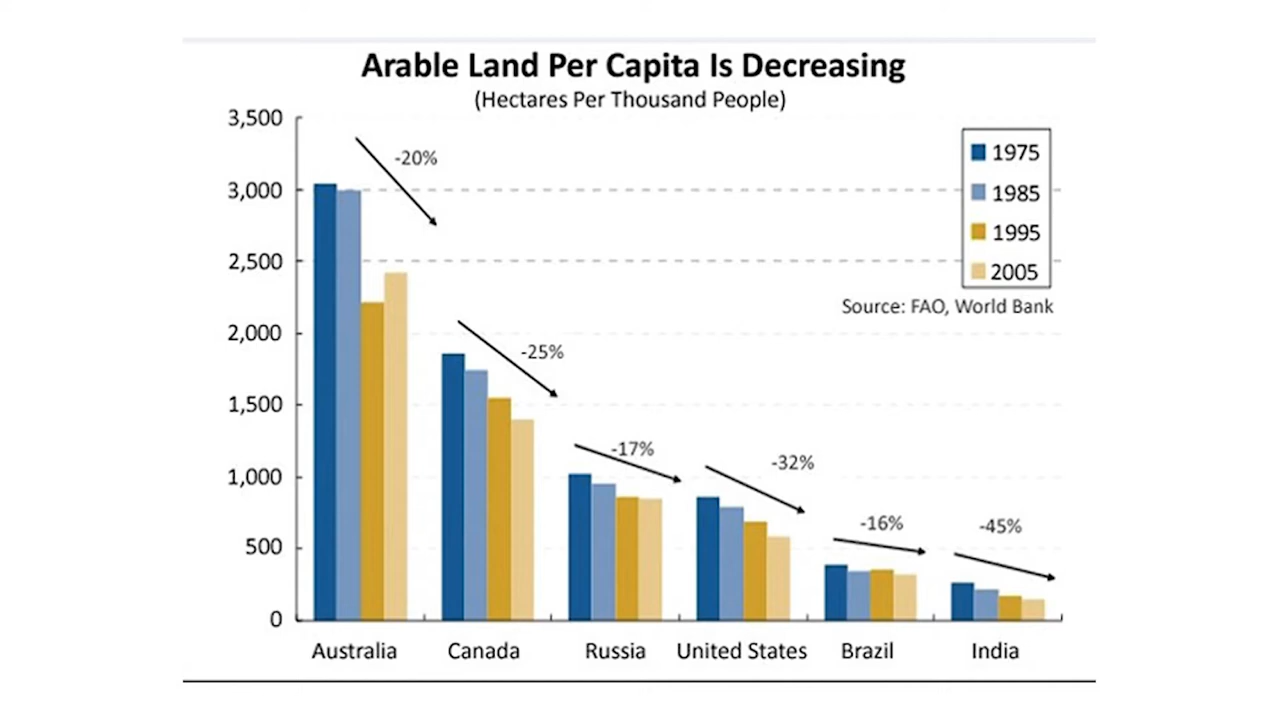 Arable Land Per Capita Is Decreasing
(Hectares Per Thousand People)
3,500
3,000
2,500
2,000
1,500
1,000
500
0
-20%
-25%
-17%
-32%
-16%
-45%
1975
1985
1995
2005
Source: FAO, World Bank
Australia
Canada
Russia
United States
Brazil
India